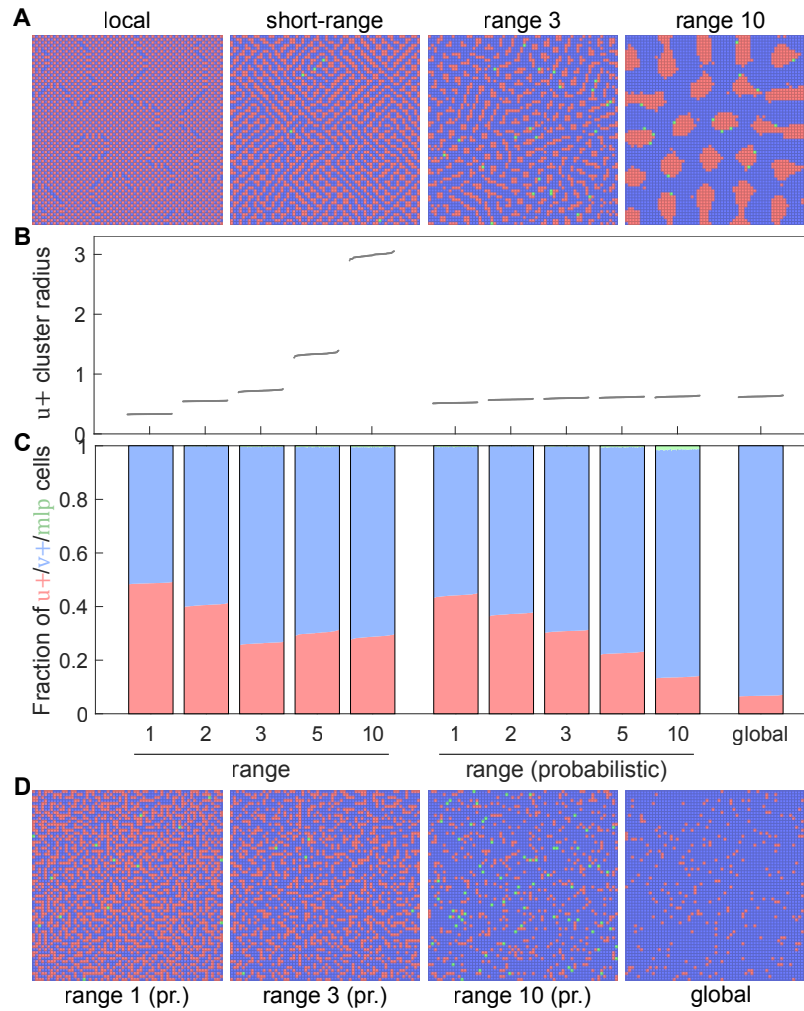 A
local
short-range
range 3
range 10
B
u+ cluster radius
3
2
1
0
C
Fraction of u+/v+/mlp cells
1
0.8
0.6
0.4
0.2
0
1 2 3 5 10 1 2 3 5 10 global
range
range (probabilistic)
D
range 1 (pr.)
range 3 (pr.)
range 10 (pr.)
global